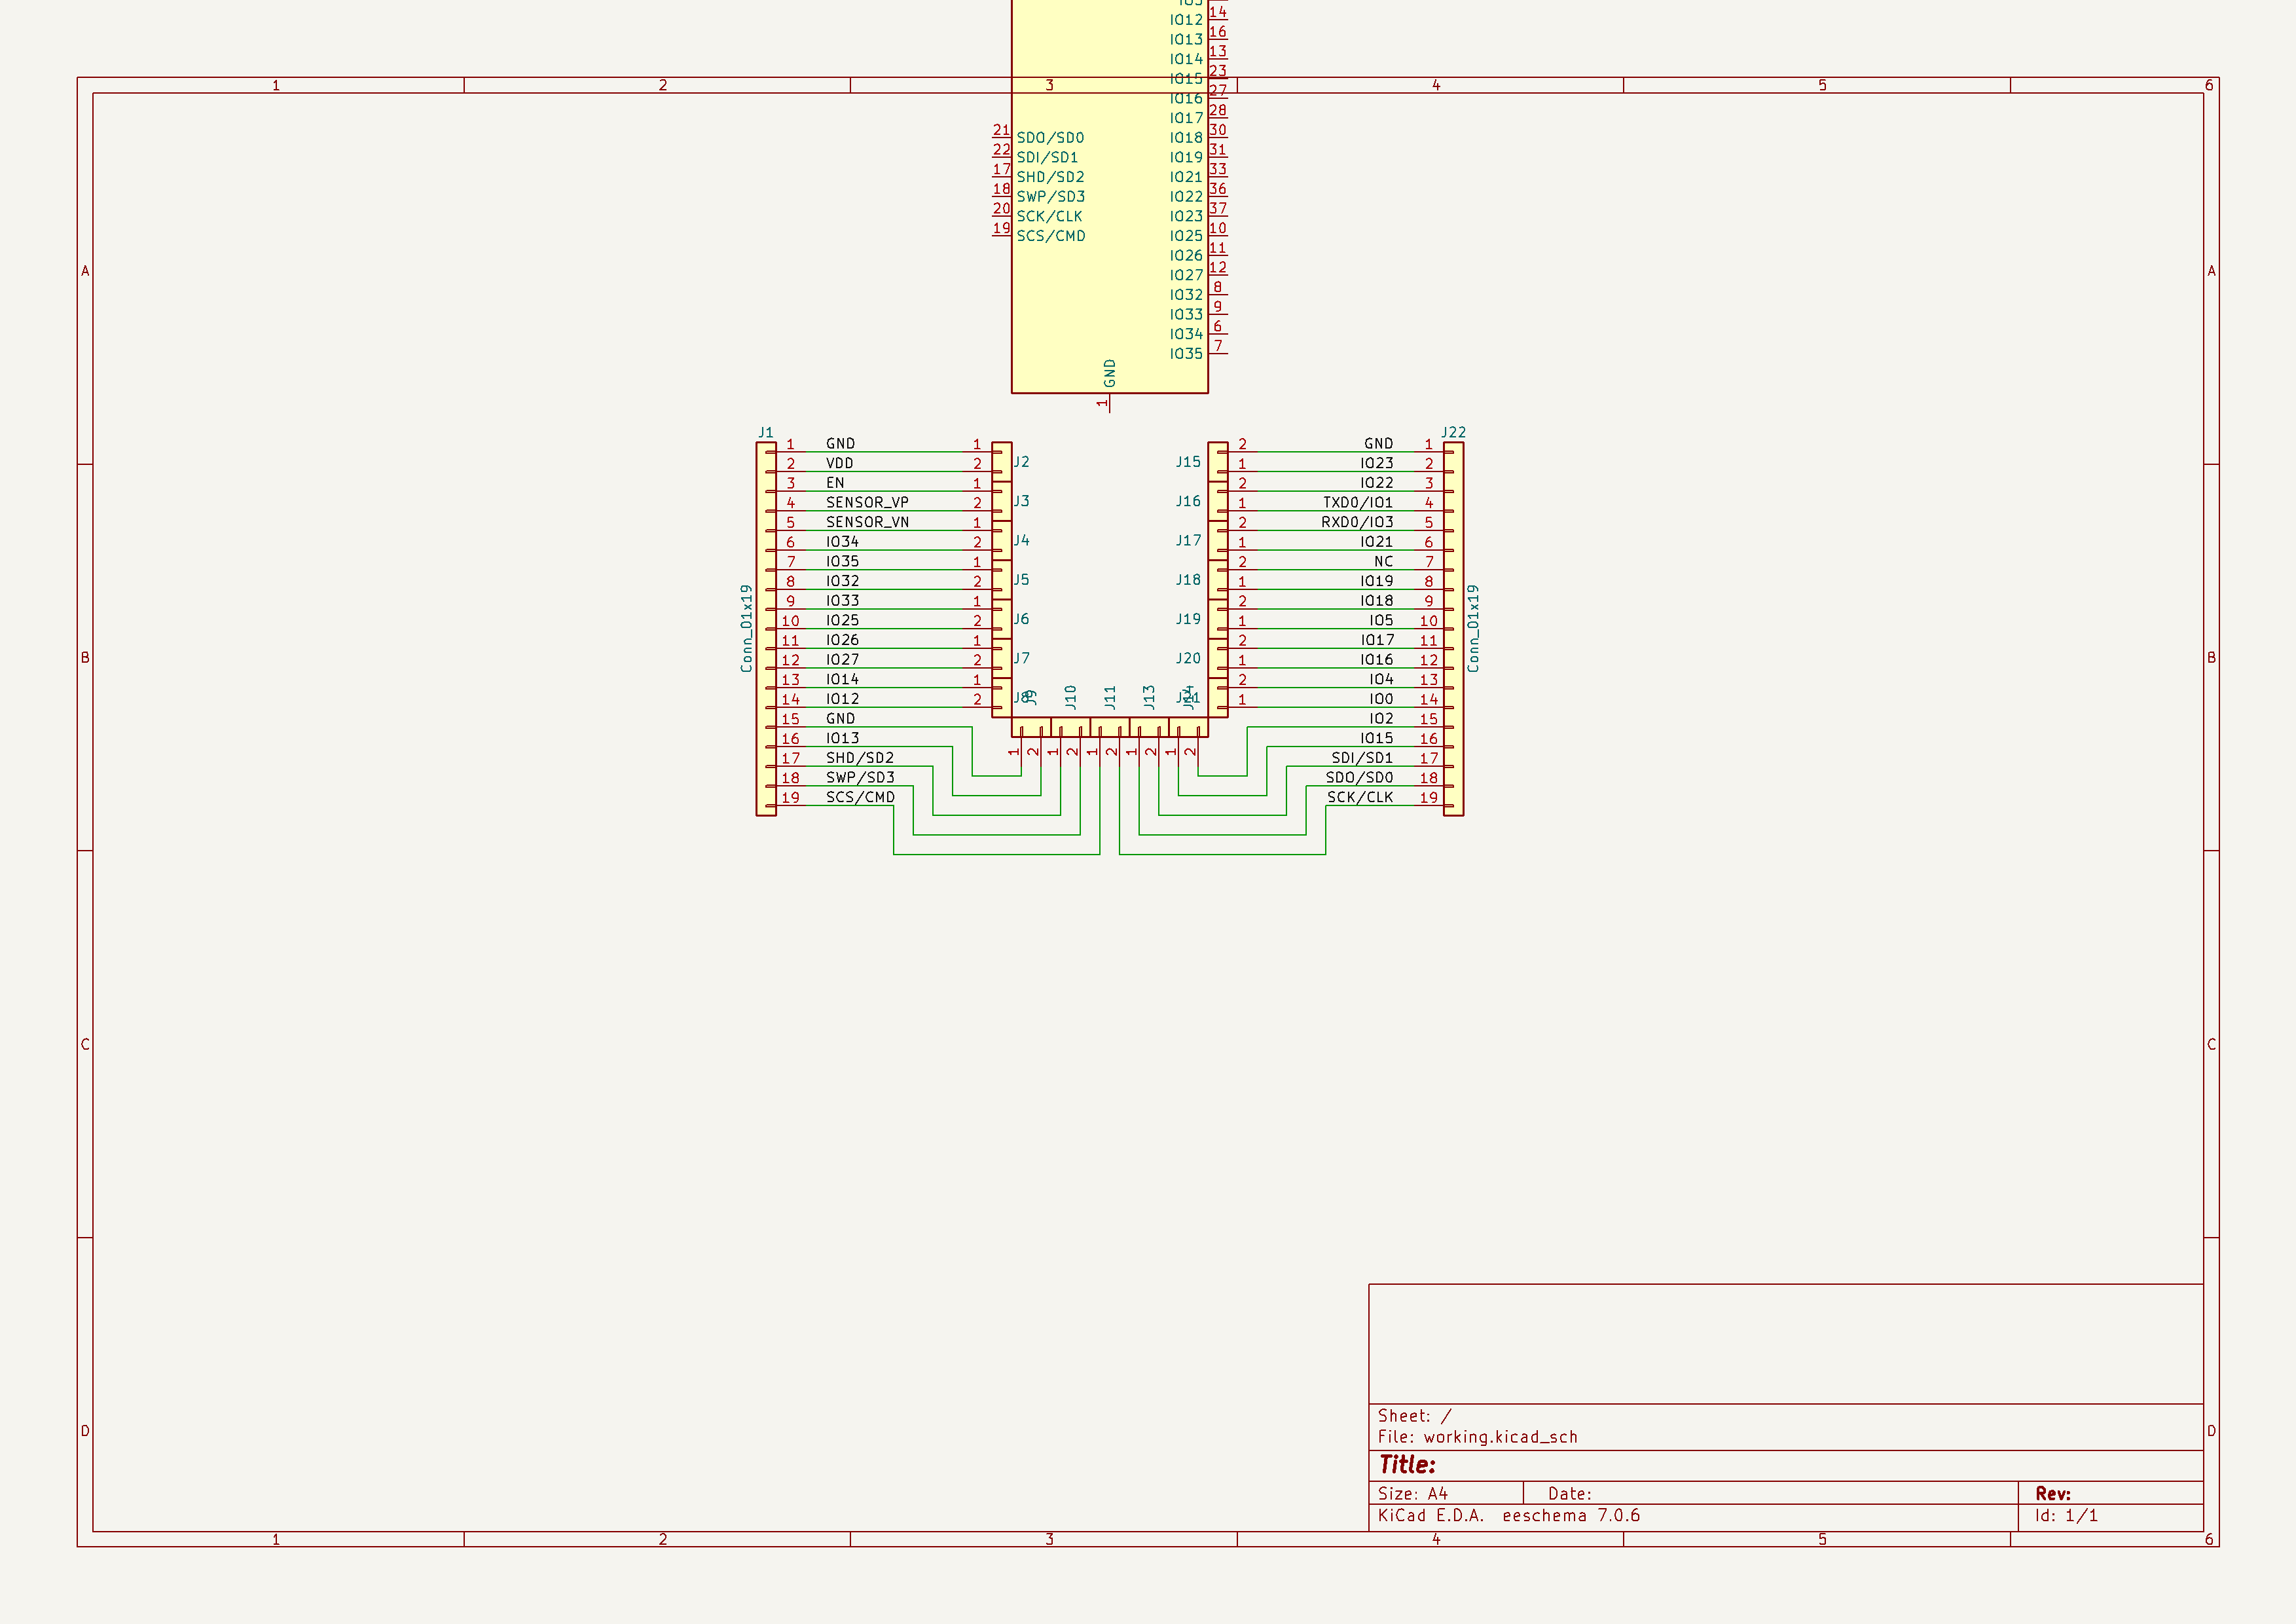 IO12 14
IO13 16
IO14 13
IO15 23
IO16 27
IO17 28
21 SDO/SD0 IO18 30
22 SDI/SD1 IO19 31
17 SHD/SD2 IO21 33
18 SWP/SD3 IO22 36
20 SCK/CLK IO23 37
19 SCS/CMD IO25 10
IO26 11
IO27 12
IO32 8
IO33 9
IO34 6
IO35 7
GND
1
1 2 3 4 5 6
A A
B B
C C
D D
J1 J22
Conn_01x19 Conn_01x19
1 GND 1 2 GND 1
J2 J15
2 VDD 2 1 IO23 2
3 EN 1 2 IO22 3
J3 J16
4 SENSOR_VP 2 1 TXD0/IO1 4
5 SENSOR_VN 1 2 RXD0/IO3 5
J4 J17
6 IO34 2 1 IO21 6
7 IO35 1 2 NC 7
J5 J18
8 IO32 2 1 IO19 8
9 IO33 1 2 IO18 9
J6 J19
10 IO25 2 1 IO5 10
11 IO26 1 2 IO17 11
J7 J20
12 IO27 2 1 IO16 12
13 IO14 1 2 IO4 13
J8 J9 J10 J11 J13 J14 J21
14 IO12 2 1 IO0 14
15 GND IO2 15
16 IO13 IO15 16
1 2 1 2 1 2 1 2 1 2
17 SHD/SD2 SDI/SD1 17
18 SWP/SD3 SDO/SD0 18
19 SCS/CMD SCK/CLK 19
Sheet: /
File: working.kicad_sch
Title:
Size: A4 Date: Rev:
KiCad E.D.A. eeschema 7.0.6 Id: 1/1
1 2 3 4 5 6